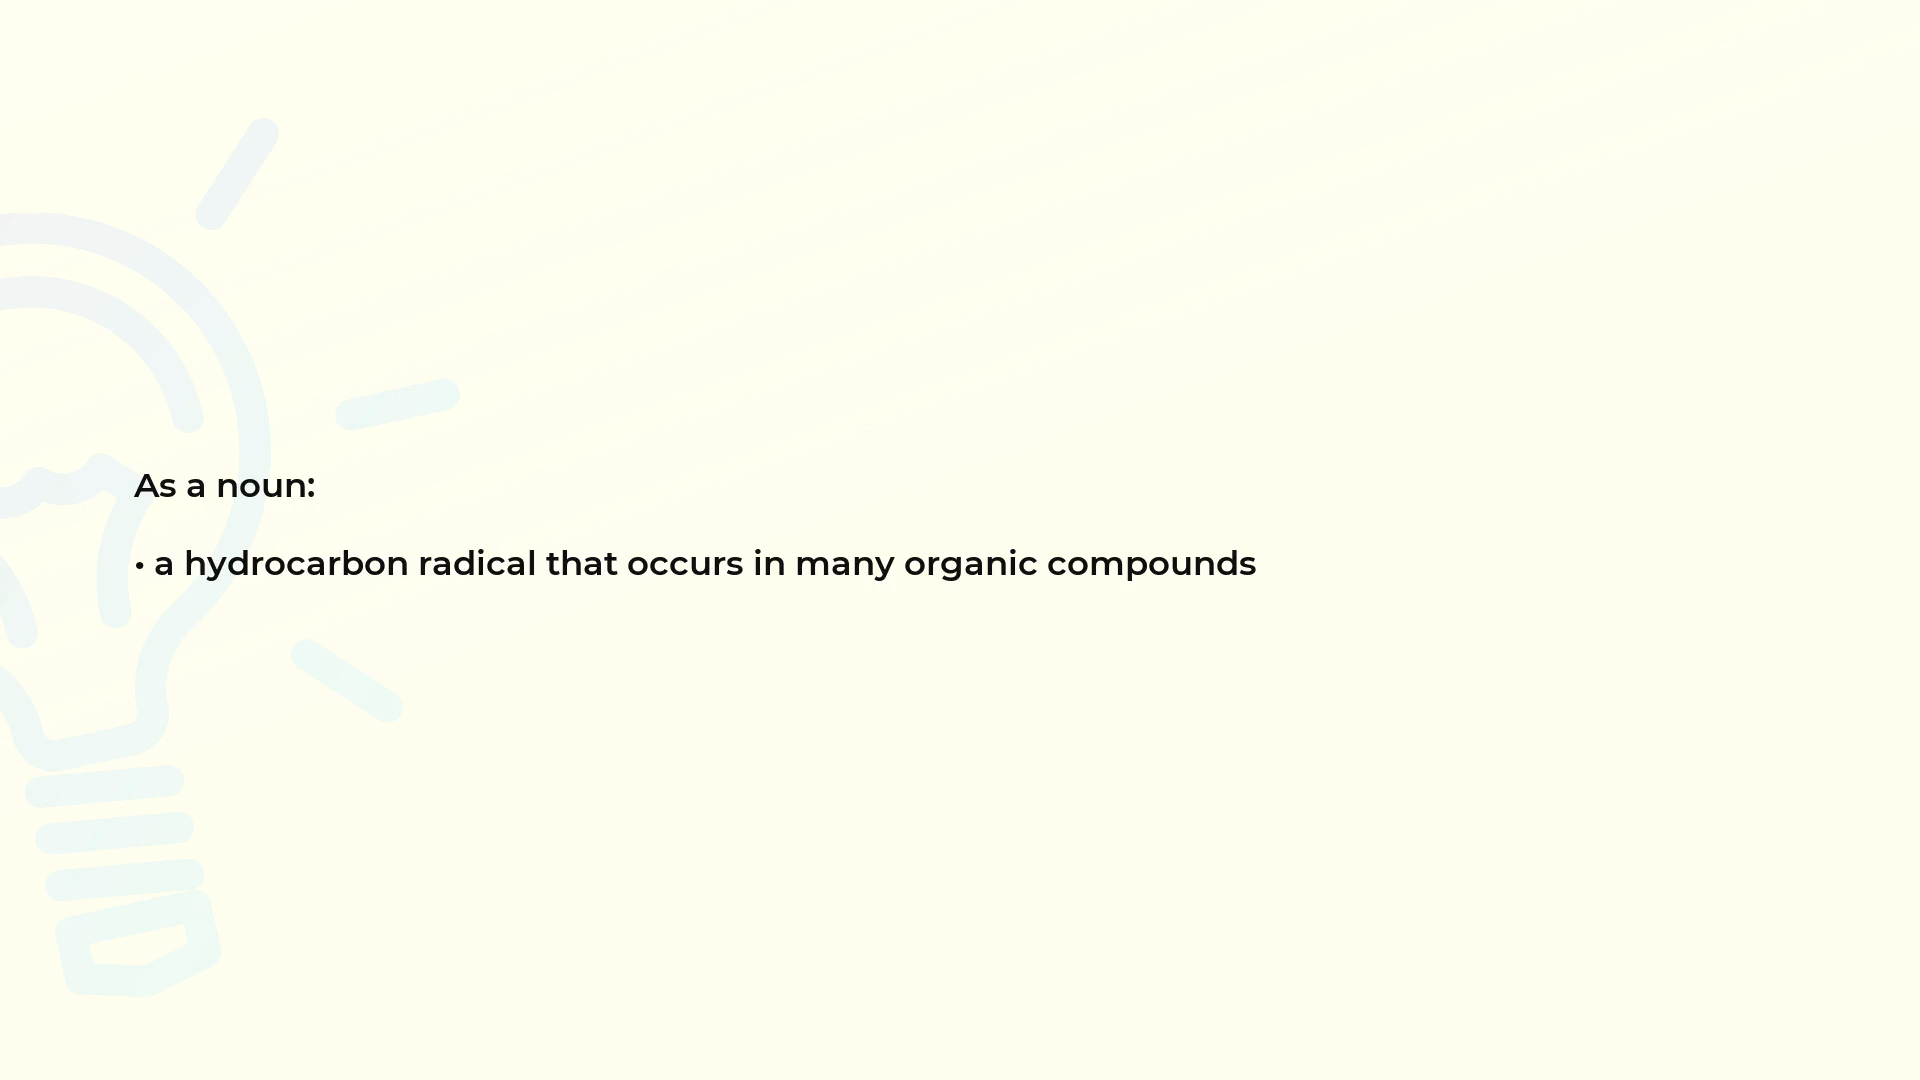 As a noun:
• a hydrocarbon radical that occurs in many organic compounds